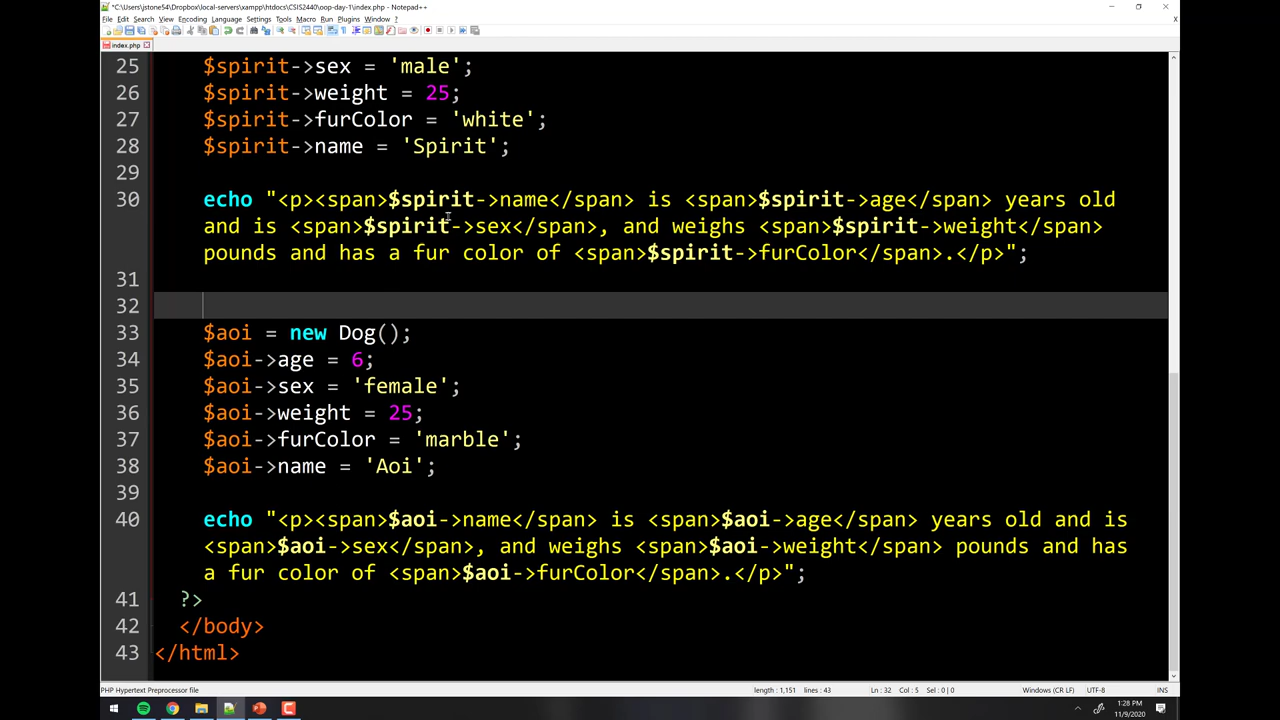 *C:\Users\jstone54\Dropbox\local-servers\xampp\htdocs\CSIS2440\oop-day-1\index.php - Notepad++
File Edit Search View Encoding Language Settings Tools Macro Run Plugins Window ?
index.php
25 $spirit->sex = 'male';
26 $spirit->weight = 25;
27 $spirit->furColor = 'white';
28 $spirit->name = 'Spirit';
29
30 echo "<p><span>$spirit->name</span> is <span>$spirit->age</span> years old
and is <span>$spirit->sex</span>, and weighs <span>$spirit->weight</span>
pounds and has a fur color of <span>$spirit->furColor</span>.</p>";
31
32
33 $aoi = new Dog();
34 $aoi->age = 6;
35 $aoi->sex = 'female';
36 $aoi->weight = 25;
37 $aoi->furColor = 'marble';
38 $aoi->name = 'Aoi';
39
40 echo "<p><span>$aoi->name</span> is <span>$aoi->age</span> years old and is
<span>$aoi->sex</span>, and weighs <span>$aoi->weight</span> pounds and has
a fur color of <span>$aoi->furColor</span>.</p>";
41 ?>
42 </body>
43 </html>
PHP Hypertext Preprocessor file length : 1,151 lines : 43 Ln : 32 Col : 5 Sel : 0 | 0 Windows (CR LF) UTF-8 INS
1:28 PM
11/9/2020